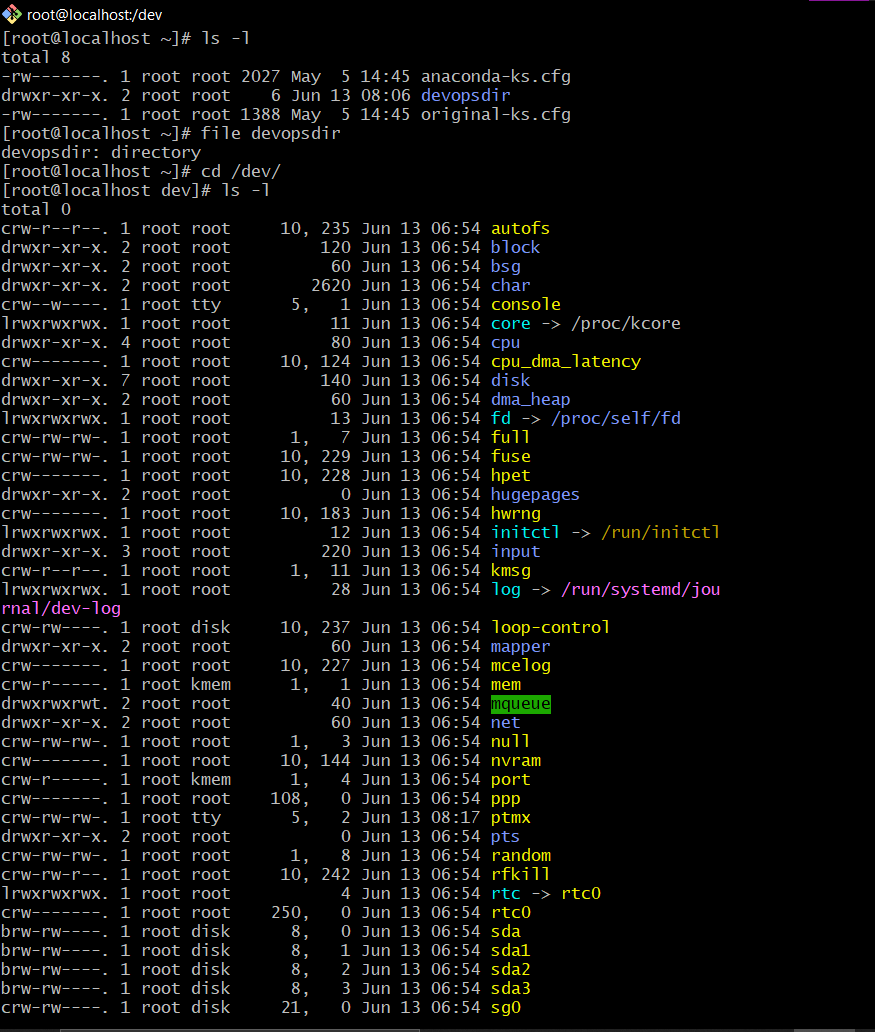 root@localhost:/dev
[root@localhost ~]# ls -l
total 8
-rw-------. 1 root root 2027 May  5 14:45 anaconda-ks.cfg
drwxr-xr-x. 2 root root    6 Jun 13 08:06 devopsdir
-rw-------. 1 root root 1388 May  5 14:45 original-ks.cfg
[root@localhost ~]# file devopsdir
devopsdir: directory
[root@localhost ~]# cd /dev/
[root@localhost dev]# ls -l
total 0
crw-r--r--. 1 root root     10, 235 Jun 13 06:54 autofs
drwxr-xr-x. 2 root root         120 Jun 13 06:54 block
drwxr-xr-x. 2 root root          60 Jun 13 06:54 bsg
drwxr-xr-x. 2 root root        2620 Jun 13 06:54 char
crw--w----. 1 root tty       5,   1 Jun 13 06:54 console
lrwxrwxrwx. 1 root root          11 Jun 13 06:54 core -> /proc/kcore
drwxr-xr-x. 4 root root          80 Jun 13 06:54 cpu
crw-------. 1 root root     10, 124 Jun 13 06:54 cpu_dma_latency
drwxr-xr-x. 7 root root         140 Jun 13 06:54 disk
drwxr-xr-x. 2 root root          60 Jun 13 06:54 dma_heap
lrwxrwxrwx. 1 root root          13 Jun 13 06:54 fd -> /proc/self/fd
crw-rw-rw-. 1 root root      1,   7 Jun 13 06:54 full
crw-rw-rw-. 1 root root     10, 229 Jun 13 06:54 fuse
crw-------. 1 root root     10, 228 Jun 13 06:54 hpet
drwxr-xr-x. 2 root root           0 Jun 13 06:54 hugepages
crw-------. 1 root root     10, 183 Jun 13 06:54 hwrng
lrwxrwxrwx. 1 root root          12 Jun 13 06:54 initctl -> /run/initctl
drwxr-xr-x. 3 root root         220 Jun 13 06:54 input
crw-r--r--. 1 root root      1,  11 Jun 13 06:54 kmsg
lrwxrwxrwx. 1 root root          28 Jun 13 06:54 log -> /run/systemd/jou
rnal/dev-log
crw-rw----. 1 root disk     10, 237 Jun 13 06:54 loop-control
drwxr-xr-x. 2 root root          60 Jun 13 06:54 mapper
crw-------. 1 root root     10, 227 Jun 13 06:54 mcelog
crw-r-----. 1 root kmem      1,   1 Jun 13 06:54 mem
drwxrwxrwt. 2 root root          40 Jun 13 06:54 mqueue
drwxr-xr-x. 2 root root          60 Jun 13 06:54 net
crw-rw-rw-. 1 root root      1,   3 Jun 13 06:54 null
crw-------. 1 root root     10, 144 Jun 13 06:54 nvram
crw-r-----. 1 root kmem      1,   4 Jun 13 06:54 port
crw-------. 1 root root    108,   0 Jun 13 06:54 ppp
crw-rw-rw-. 1 root tty       5,   2 Jun 13 08:17 ptmx
drwxr-xr-x. 2 root root           0 Jun 13 06:54 pts
crw-rw-rw-. 1 root root      1,   8 Jun 13 06:54 random
crw-rw-r--. 1 root root     10, 242 Jun 13 06:54 rfkill
lrwxrwxrwx. 1 root root           4 Jun 13 06:54 rtc -> rtc0
crw-------. 1 root root    250,   0 Jun 13 06:54 rtc0
brw-rw----. 1 root disk      8,   0 Jun 13 06:54 sda
brw-rw----. 1 root disk      8,   1 Jun 13 06:54 sda1
brw-rw----. 1 root disk      8,   2 Jun 13 06:54 sda2
brw-rw----. 1 root disk      8,   3 Jun 13 06:54 sda3
crw-rw----. 1 root disk     21,   0 Jun 13 06:54 sg0